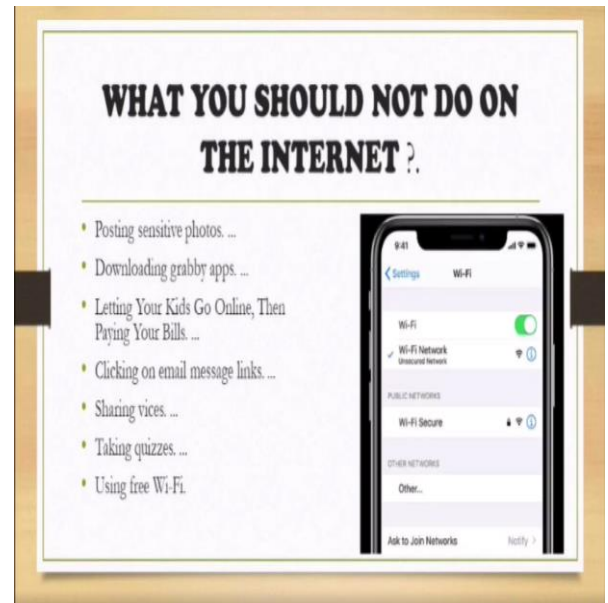 WHAT YOU SHOULD NOT DO ON
THE INTERNET ?.
• Posting sensitive photos. ...
• Downloading grabby apps. ...
• Letting Your Kids Go Online, Then
Paying Your Bills. ...
• Clicking on email message links. ...
• Sharing vices. ...
• Taking quizzes. ...
• Using free Wi-Fi.
9:41
Settings
Wi-Fi
Wi-Fi
Wi-Fi Network
Unsecured Network
PUBLIC NETWORKS
Wi-Fi Secure
OTHER NETWORKS
Other...
Ask to Join Networks
Notify